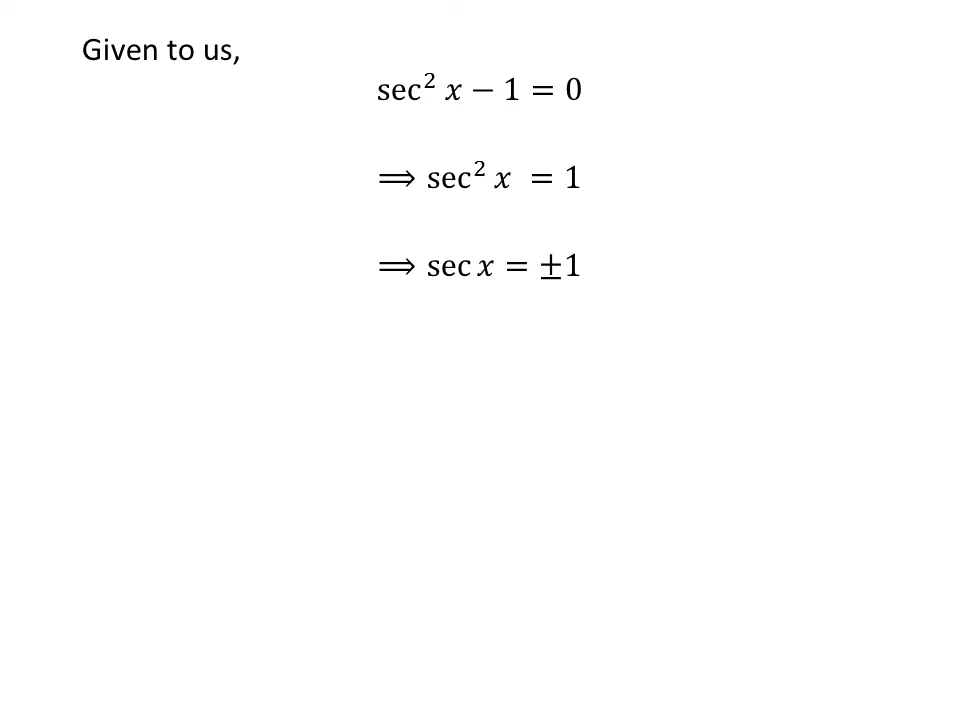 Given to us,
sec² x − 1 = 0
⟹ sec² x = 1
⟹ sec x = ±1